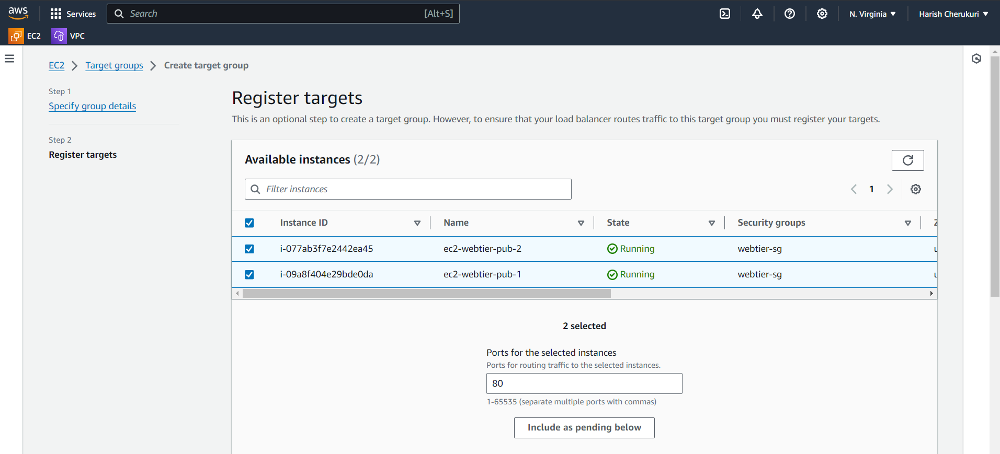 aws
Services
Search [Alt+S]
N. Virginia
Harish Cherukuri
EC2
VPC
EC2 Target groups Create target group
Step 1
Specify group details
Step 2
Register targets
Register targets
This is an optional step to create a target group. However, to ensure that your load balancer routes traffic to this target group you must register your targets.
Available instances (2/2)
Filter instances
1
Instance ID Name State Security groups
i-077ab3f7e2442ea45 ec2-webtier-pub-2 Running webtier-sg
i-09a8f404e29bde0da ec2-webtier-pub-1 Running webtier-sg
2 selected
Ports for the selected instances
Ports for routing traffic to the selected instances.
80
1-65535 (separate multiple ports with commas)
Include as pending below